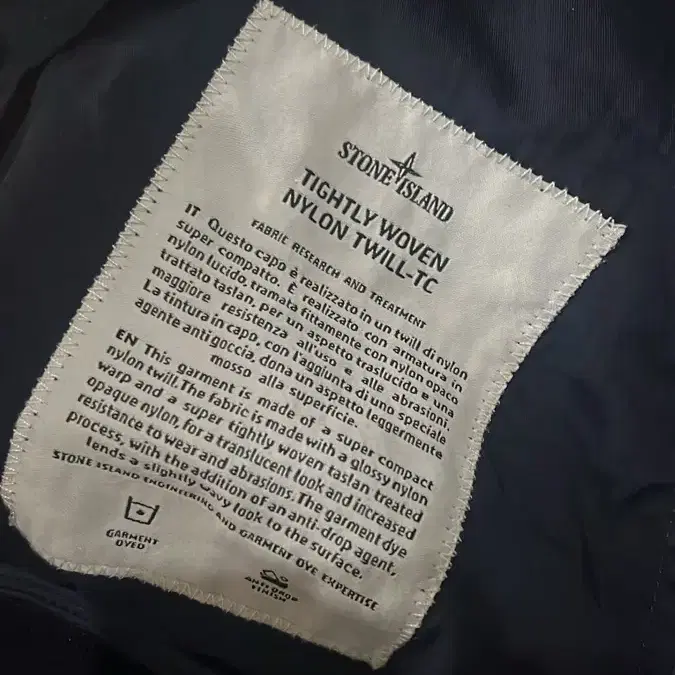 STONE ISLAND
TIGHTLY WOVEN
NYLON TWILL-TC
FABRIC RESEARCH AND TREATMENT
IT Questo capo è realizzato in un twill di nylon
super compatto. È realizzato con armatura in
nylon lucido, tramata fittamente con nylon opaco
trattato taslan, per un aspetto traslucido e una
maggiore resistenza all'uso e alle abrasioni.
La tintura in capo, con l'aggiunta di uno speciale
agente anti goccia, dona un aspetto leggermente
mosso alla superficie.
EN This garment is made of a super compact
nylon twill. The fabric is made with a glossy nylon
warp and a super tightly woven taslan treated
opaque nylon, for a translucent look and increased
resistance to wear and abrasions. The garment dye
process, with the addition of an anti-drop agent,
lends a slightly wavy look to the surface.
STONE ISLAND ENGINEERING AND GARMENT DYE EXPERTISE
GARMENT
DYED
ANTI DROP
FINISH